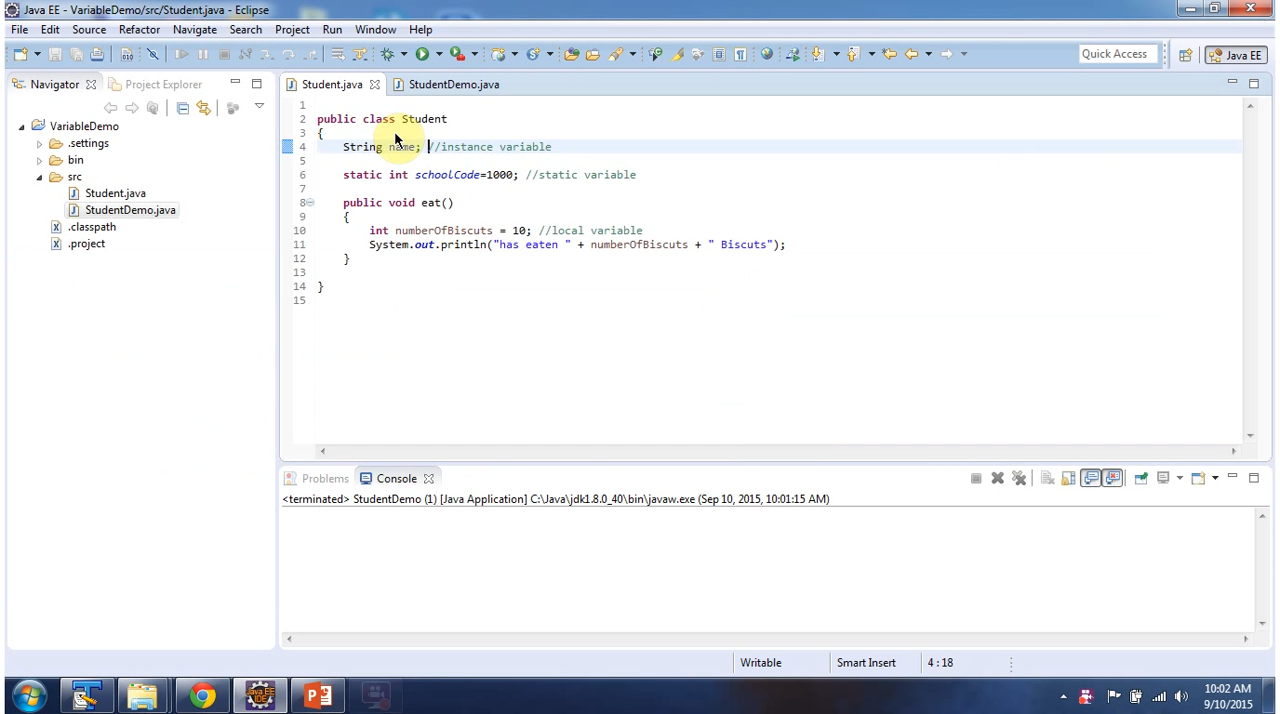 Java EE - VariableDemo/src/Student.java - Eclipse
File Edit Source Refactor Navigate Search Project Run Window Help
Quick Access Java EE
Navigator Project Explorer Student.java StudentDemo.java
VariableDemo
.settings
bin
src
Student.java
StudentDemo.java
.classpath
.project
1
2 public class Student
3 {
4 String name; //instance variable
5
6 static int schoolCode=1000; //static variable
7
8 public void eat()
9 {
10 int numberOfBiscuts = 10; //local variable
11 System.out.println("has eaten " + numberOfBiscuts + " Biscuts");
12 }
13
14 }
15
Problems Console
<terminated> StudentDemo (1) [Java Application] C:\Java\jdk1.8.0_40\bin\javaw.exe (Sep 10, 2015, 10:01:15 AM)
Writable Smart Insert 4 : 18
Java EE
IDE
10:02 AM
9/10/2015